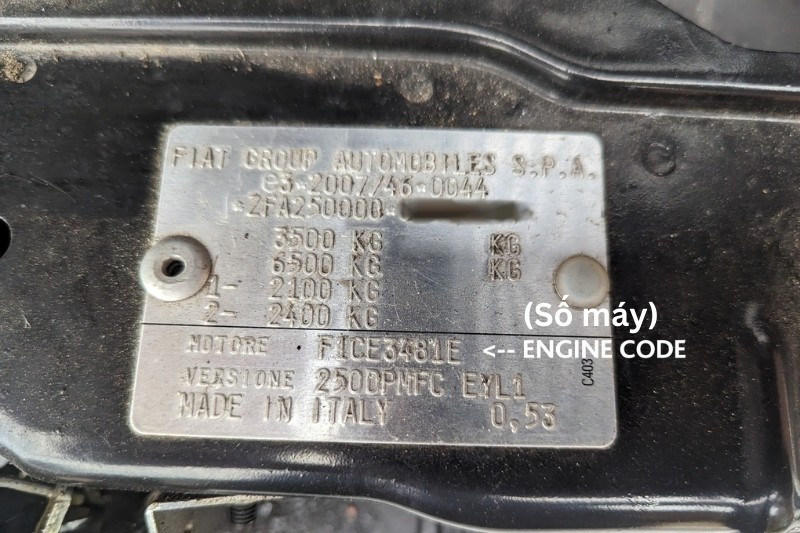 FIAT GROUP AUTOMOBILES S.P.A.
e3*2007/46*0044
*ZFA250000*
3500 KG KG
6500 KG KG
1- 2100 KG
2- 2400 KG
(Số máy)
MOTORE F1CE3481E <-- ENGINE CODE
VERSIONE 250DPMFC EYL1
MADE IN ITALY 0,53
C403